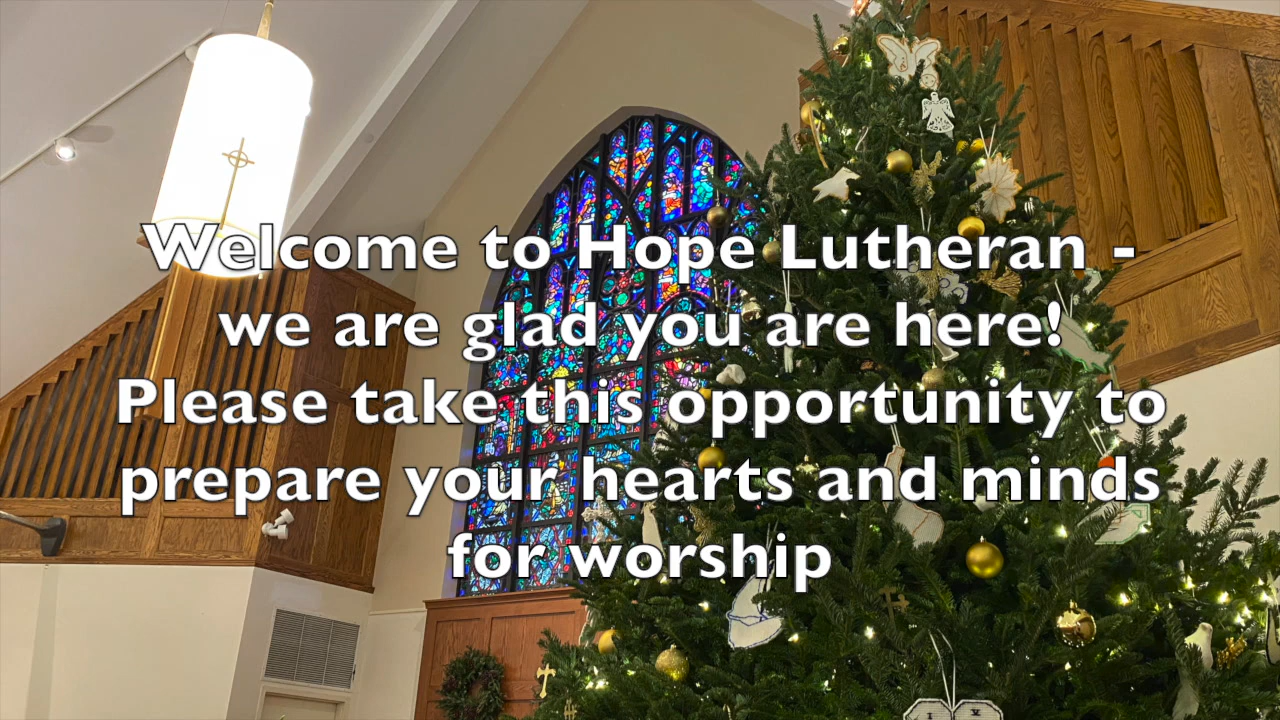 Welcome to Hope Lutheran -
we are glad you are here!
Please take this opportunity to
prepare your hearts and minds
for worship
I V